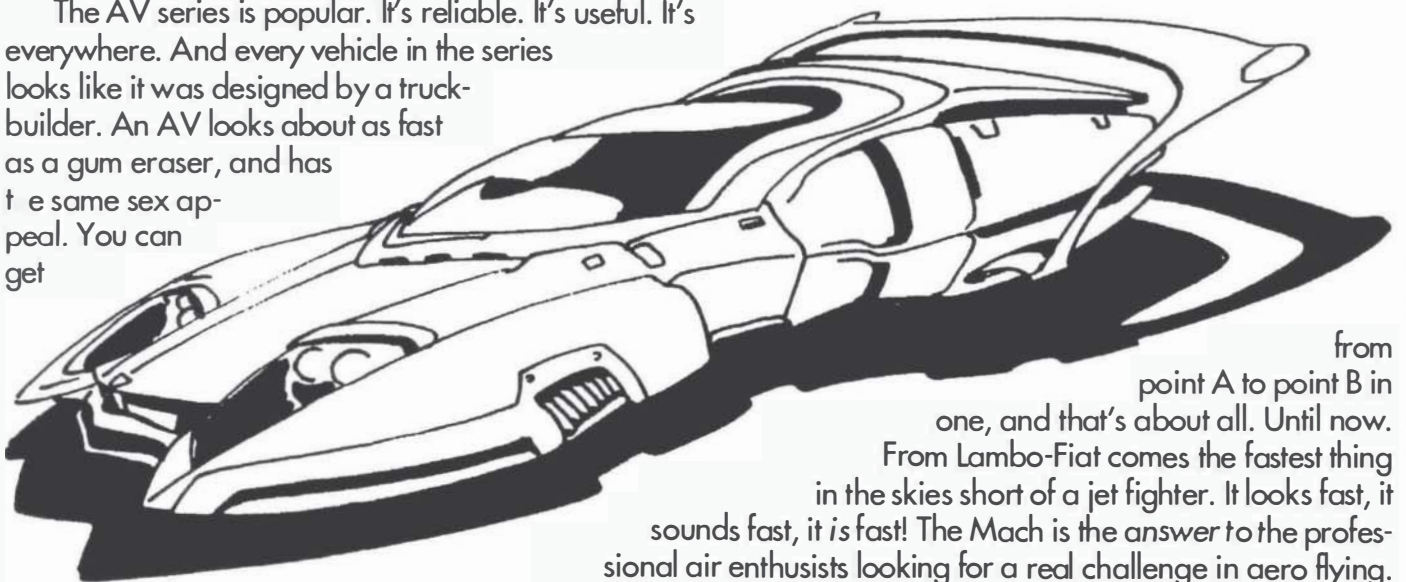 The AV series is popular. It's reliable. It's useful. It's
everywhere. And every vehicle in the series
looks like it was designed by a truck-
builder. An AV looks about as fast
as a gum eraser, and has
t e same sex ap-
peal. You can
get
from
point A to point B in
one, and that's about all. Until now.
From Lambo-Fiat comes the fastest thing
in the skies short of a jet fighter. It looks fast, it
sounds fast, it is fast! The Mach is the answer to the profes-
sional air enthusists looking for a real challenge in aero flying.